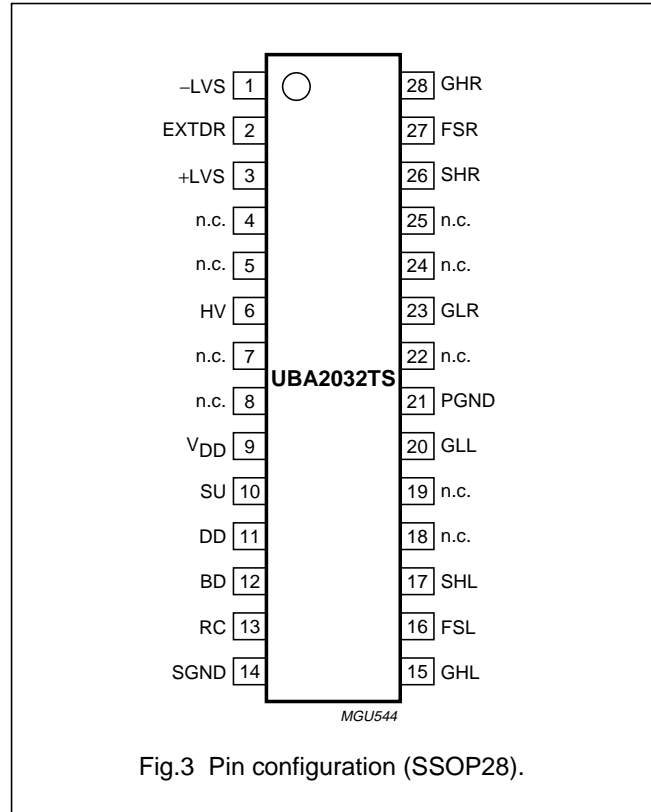 –LVS 1 28 GHR
EXTDR 2 27 FSR
+LVS 3 26 SHR
n.c. 4 25 n.c.
n.c. 5 24 n.c.
HV 6 23 GLR
n.c. 7 22 n.c.
UBA2032TS
n.c. 8 21 PGND
VDD 9 20 GLL
SU 10 19 n.c.
DD 11 18 n.c.
BD 12 17 SHL
RC 13 16 FSL
SGND 14 15 GHL
MGU544
Fig.3 Pin configuration (SSOP28).